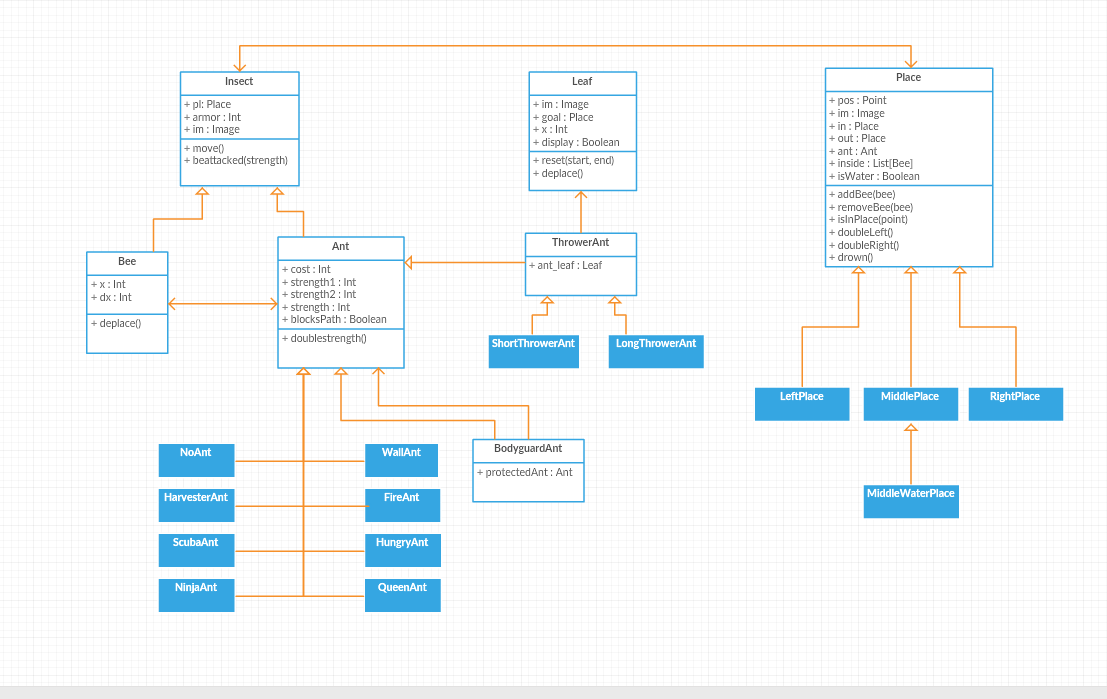 Insect
+ pl: Place
+ armor : Int
+ im : Image
+ move()
+ beattacked(strength)
Leaf
+ im : Image
+ goal : Place
+ x : Int
+ display : Boolean
+ reset(start, end)
+ deplace()
Place
+ pos : Point
+ im : Image
+ in : Place
+ out : Place
+ ant : Ant
+ inside : List[Bee]
+ isWater : Boolean
+ addBee(bee)
+ removeBee(bee)
+ isInPlace(point)
+ doubleLeft()
+ doubleRight()
+ drown()
Bee
+ x : Int
+ dx : Int
+ deplace()
Ant
+ cost : Int
+ strength1 : Int
+ strength2 : Int
+ strength : Int
+ blocksPath : Boolean
+ doublestrength()
ThrowerAnt
+ ant_leaf : Leaf
ShortThrowerAnt
LongThrowerAnt
LeftPlace
MiddlePlace
RightPlace
BodyguardAnt
+ protectedAnt : Ant
NoAnt
WallAnt
HarvesterAnt
FireAnt
ScubaAnt
HungryAnt
NinjaAnt
QueenAnt
MiddleWaterPlace